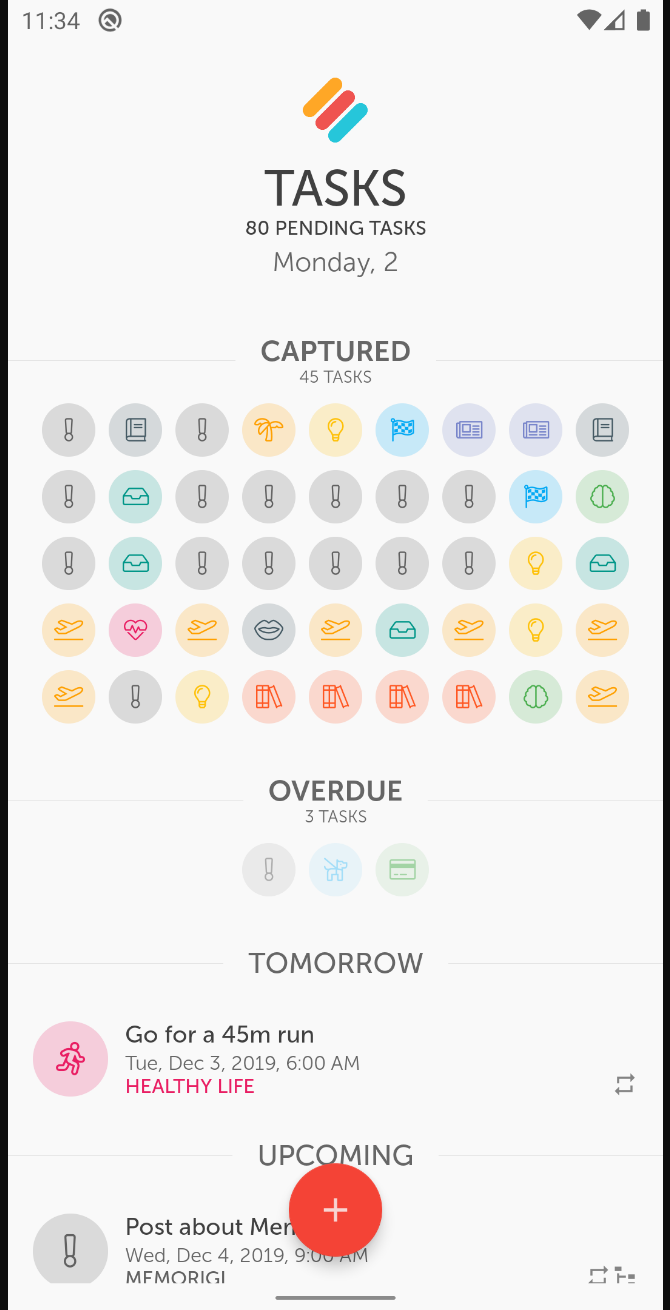 11:34
TASKS
80 PENDING TASKS
Monday, 2
CAPTURED
45 TASKS
OVERDUE
3 TASKS
TOMORROW
Go for a 45m run
Tue, Dec 3, 2019, 6:00 AM
HEALTHY LIFE
UPCOMING
Post about
Wed, Dec 4, 2019, 9:00 AM
MEMORIGI